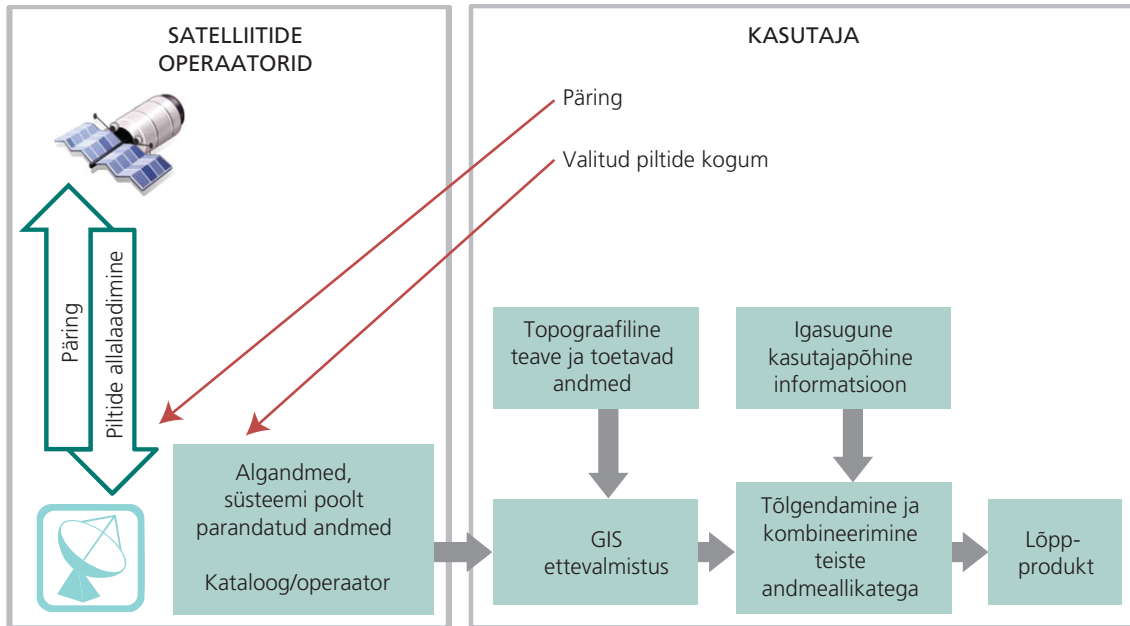 SATELLIITIDE
OPERAATORID
Päring
Piltide allalaadimine
Algandmed,
süsteemi poolt
parandatud andmed
Kataloog/operaator
KASUTAJA
Päring
Valitud piltide kogum
Topograafiline
teave ja toetavad
andmed
Igasugune
kasutajapõhine
informatsioon
GIS
ettevalmistus
Tõlgendamine ja
kombineerimine
teiste
andmeallikatega
Lõpp-
produkt